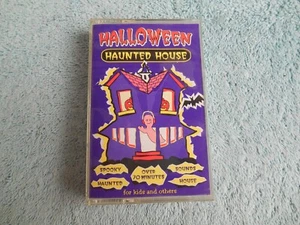 HALLOWEEN
HAUNTED HOUSE
SPOOKY
HAUNTED
OVER
70 MINUTES
SOUNDS
HOUSE
for kids and others